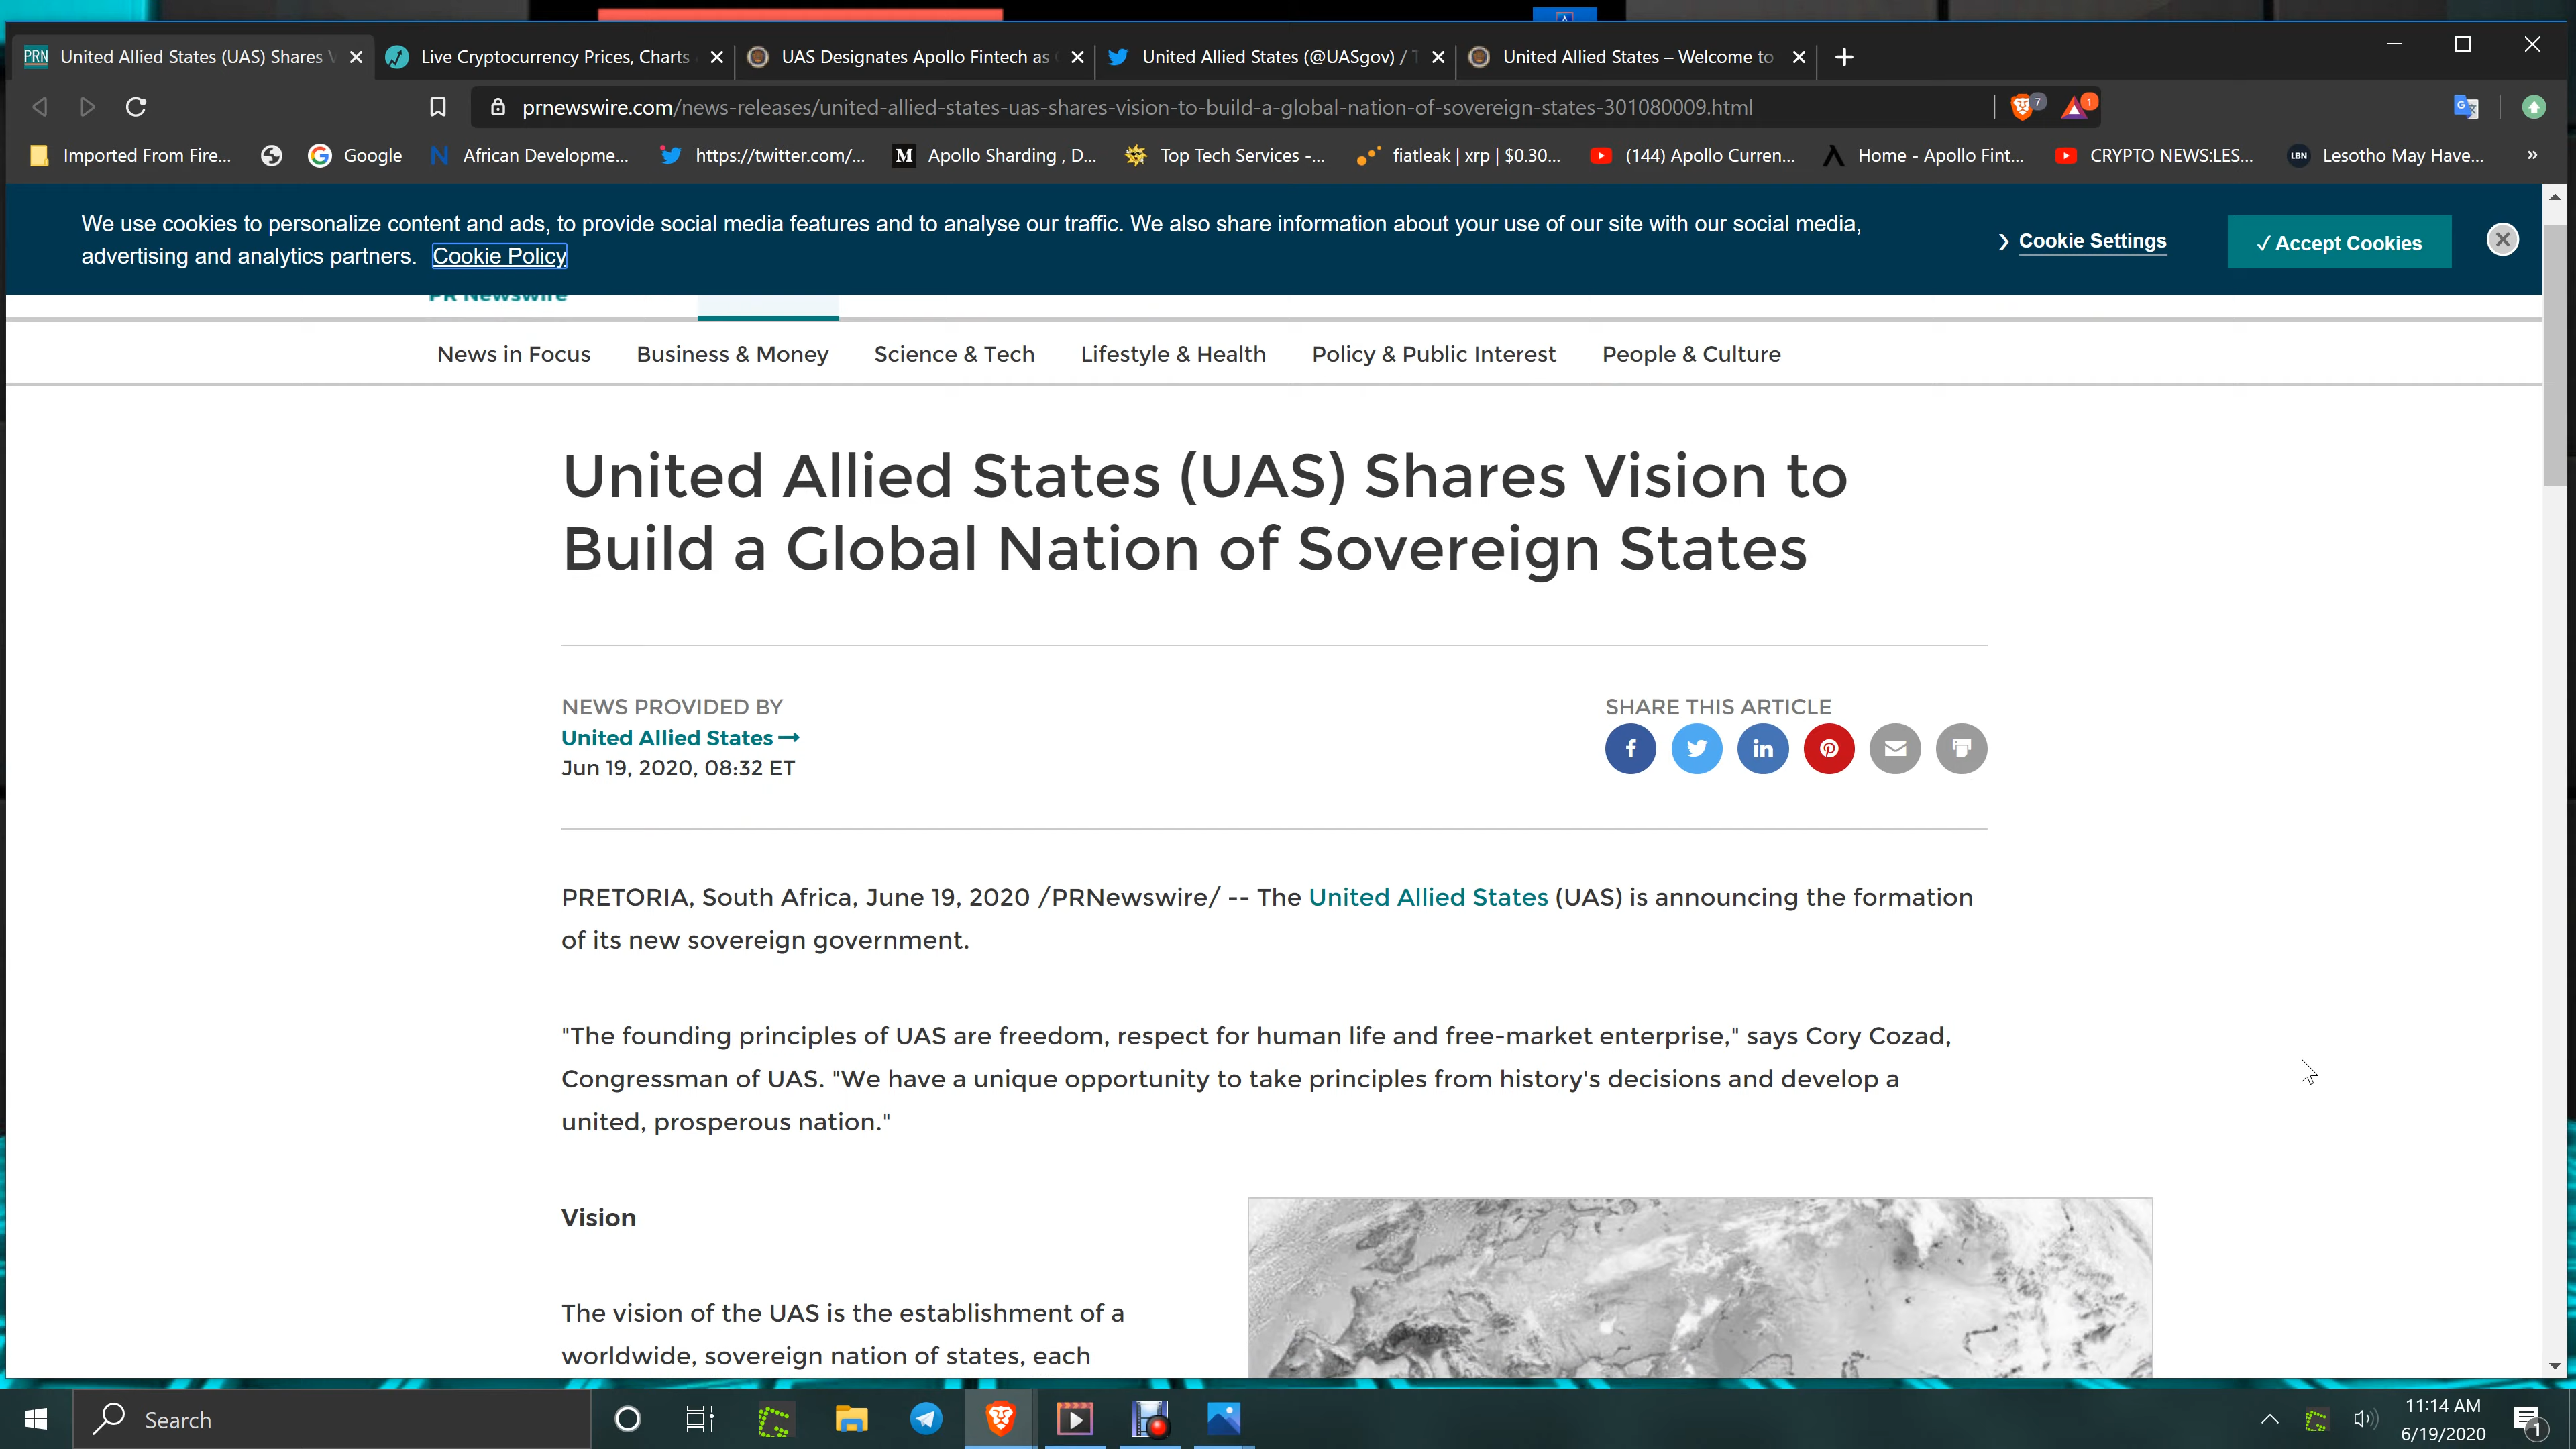 PRN United Allied States (UAS) Shares V
Live Cryptocurrency Prices, Charts
UAS Designates Apollo Fintech as
United Allied States (@UASgov) / T
United Allied States – Welcome to
prnewswire.com/news-releases/united-allied-states-uas-shares-vision-to-build-a-global-nation-of-sovereign-states-301080009.html
7
1
Imported From Fire...
Google
N African Developme...
https://twitter.com/...
M Apollo Sharding , D...
Top Tech Services -...
fiatleak | xrp | $0.30...
(144) Apollo Curren...
Home - Apollo Fint...
CRYPTO NEWS:LES...
LBN Lesotho May Have...
»
We use cookies to personalize content and ads, to provide social media features and to analyse our traffic. We also share information about your use of our site with our social media,
advertising and analytics partners. Cookie Policy
Cookie Settings
✓ Accept Cookies
PR Newswire
News in Focus
Business & Money
Science & Tech
Lifestyle & Health
Policy & Public Interest
People & Culture
United Allied States (UAS) Shares Vision to
Build a Global Nation of Sovereign States
NEWS PROVIDED BY
United Allied States →
Jun 19, 2020, 08:32 ET
SHARE THIS ARTICLE
PRETORIA, South Africa, June 19, 2020 /PRNewswire/ -- The United Allied States (UAS) is announcing the formation
of its new sovereign government.
"The founding principles of UAS are freedom, respect for human life and free-market enterprise," says Cory Cozad,
Congressman of UAS. "We have a unique opportunity to take principles from history's decisions and develop a
united, prosperous nation."
Vision
The vision of the UAS is the establishment of a
worldwide, sovereign nation of states, each
Search
11:14 AM
6/19/2020
1